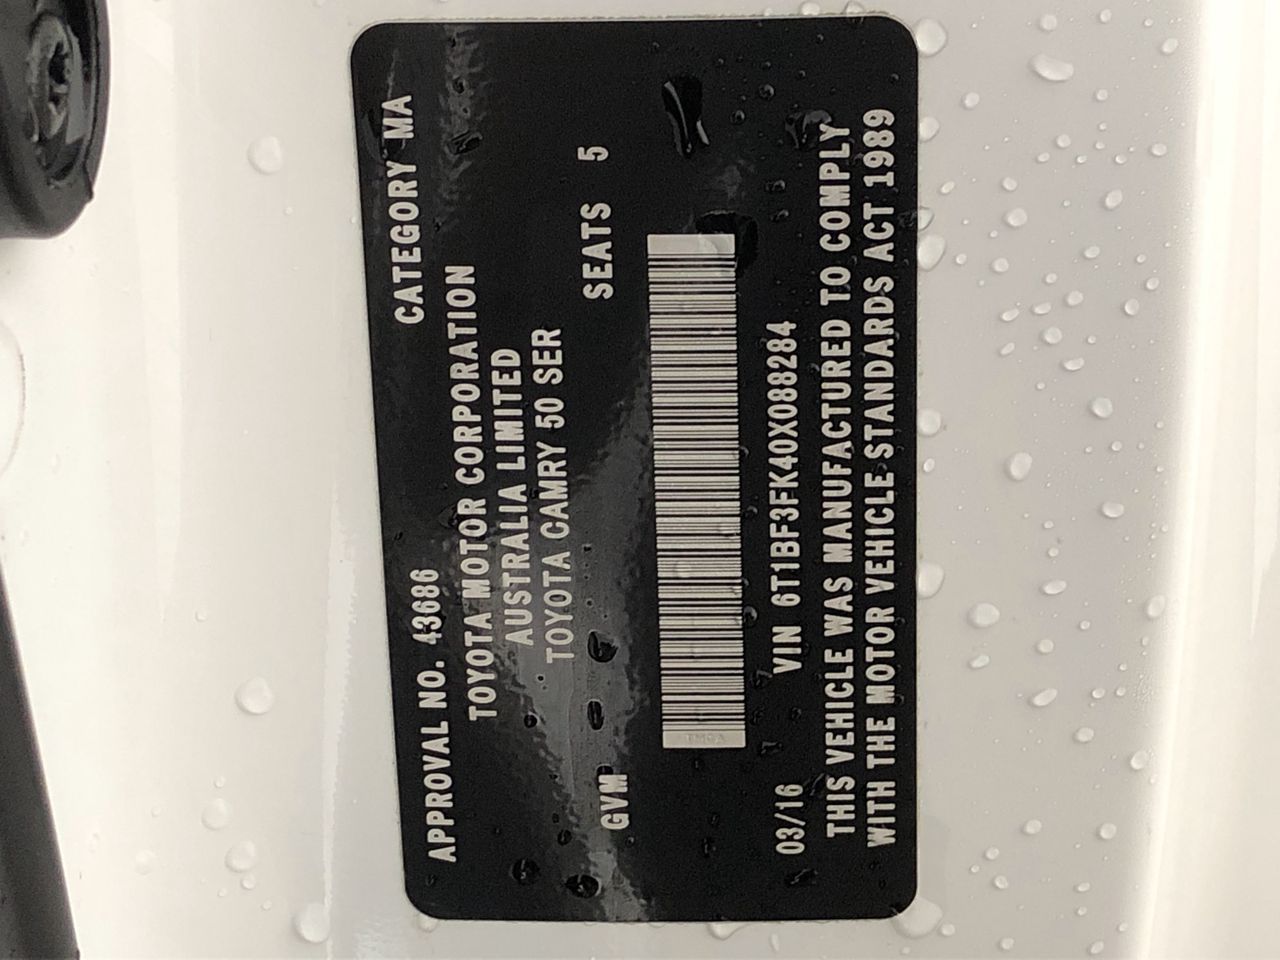 APPROVAL NO. 43686 CATEGORY MA
TOYOTA MOTOR CORPORATION
AUSTRALIA LIMITED
TOYOTA CAMRY 50 SER
GVM SEATS 5
TMCA
03/16 VIN 6T1BF3FK40X088284
THIS VEHICLE WAS MANUFACTURED TO COMPLY
WITH THE MOTOR VEHICLE STANDARDS ACT 1989